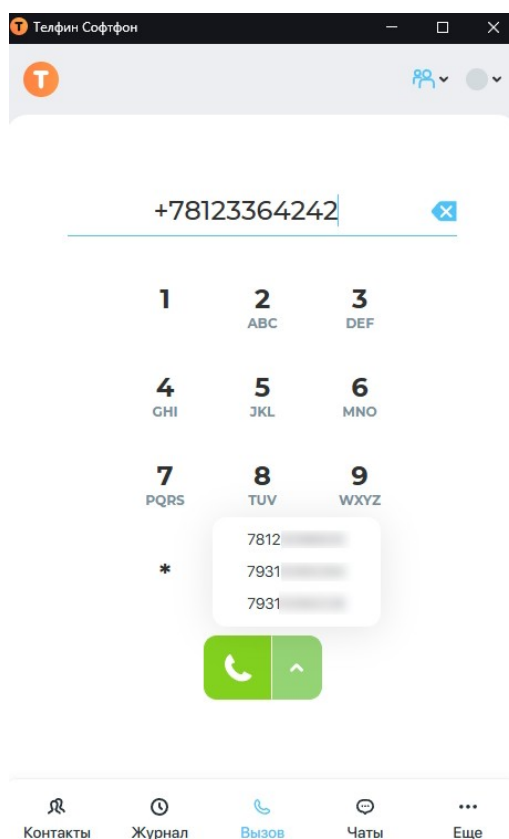 Т Телфин Софтфон
Т
+78123364242
1 2 3
ABC DEF
4 5 6
GHI JKL MNO
7 8 9
PQRS TUV WXYZ
7812
*
7931
7931
Контакты Журнал Вызов Чаты Еще